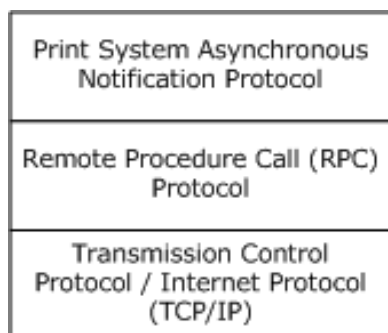 Print System Asynchronous
Notification Protocol
Remote Procedure Call (RPC)
Protocol
Transmission Control
Protocol / Internet Protocol
(TCP/IP)